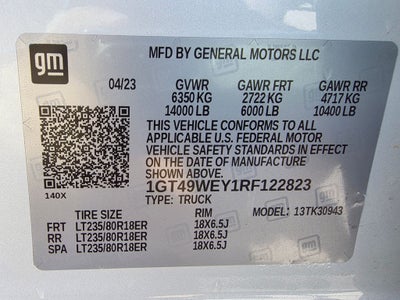 gm
MFD BY GENERAL MOTORS LLC
04/23 GVWR GAWR FRT GAWR RR
6350 KG 2722 KG 4717 KG
14000 LB 6000 LB 10400 LB
THIS VEHICLE CONFORMS TO ALL
APPLICABLE U.S. FEDERAL MOTOR
VEHICLE SAFETY STANDARDS IN EFFECT
ON THE DATE OF MANUFACTURE SHOWN ABOVE.
1GT49WEY1RF122823
140X
TYPE: TRUCK
TIRE SIZE RIM MODEL: 13TK30943
FRT LT235/80R18ER 18X6.5J
RR LT235/80R18ER 18X6.5J
SPA LT235/80R18ER 18X6.5J